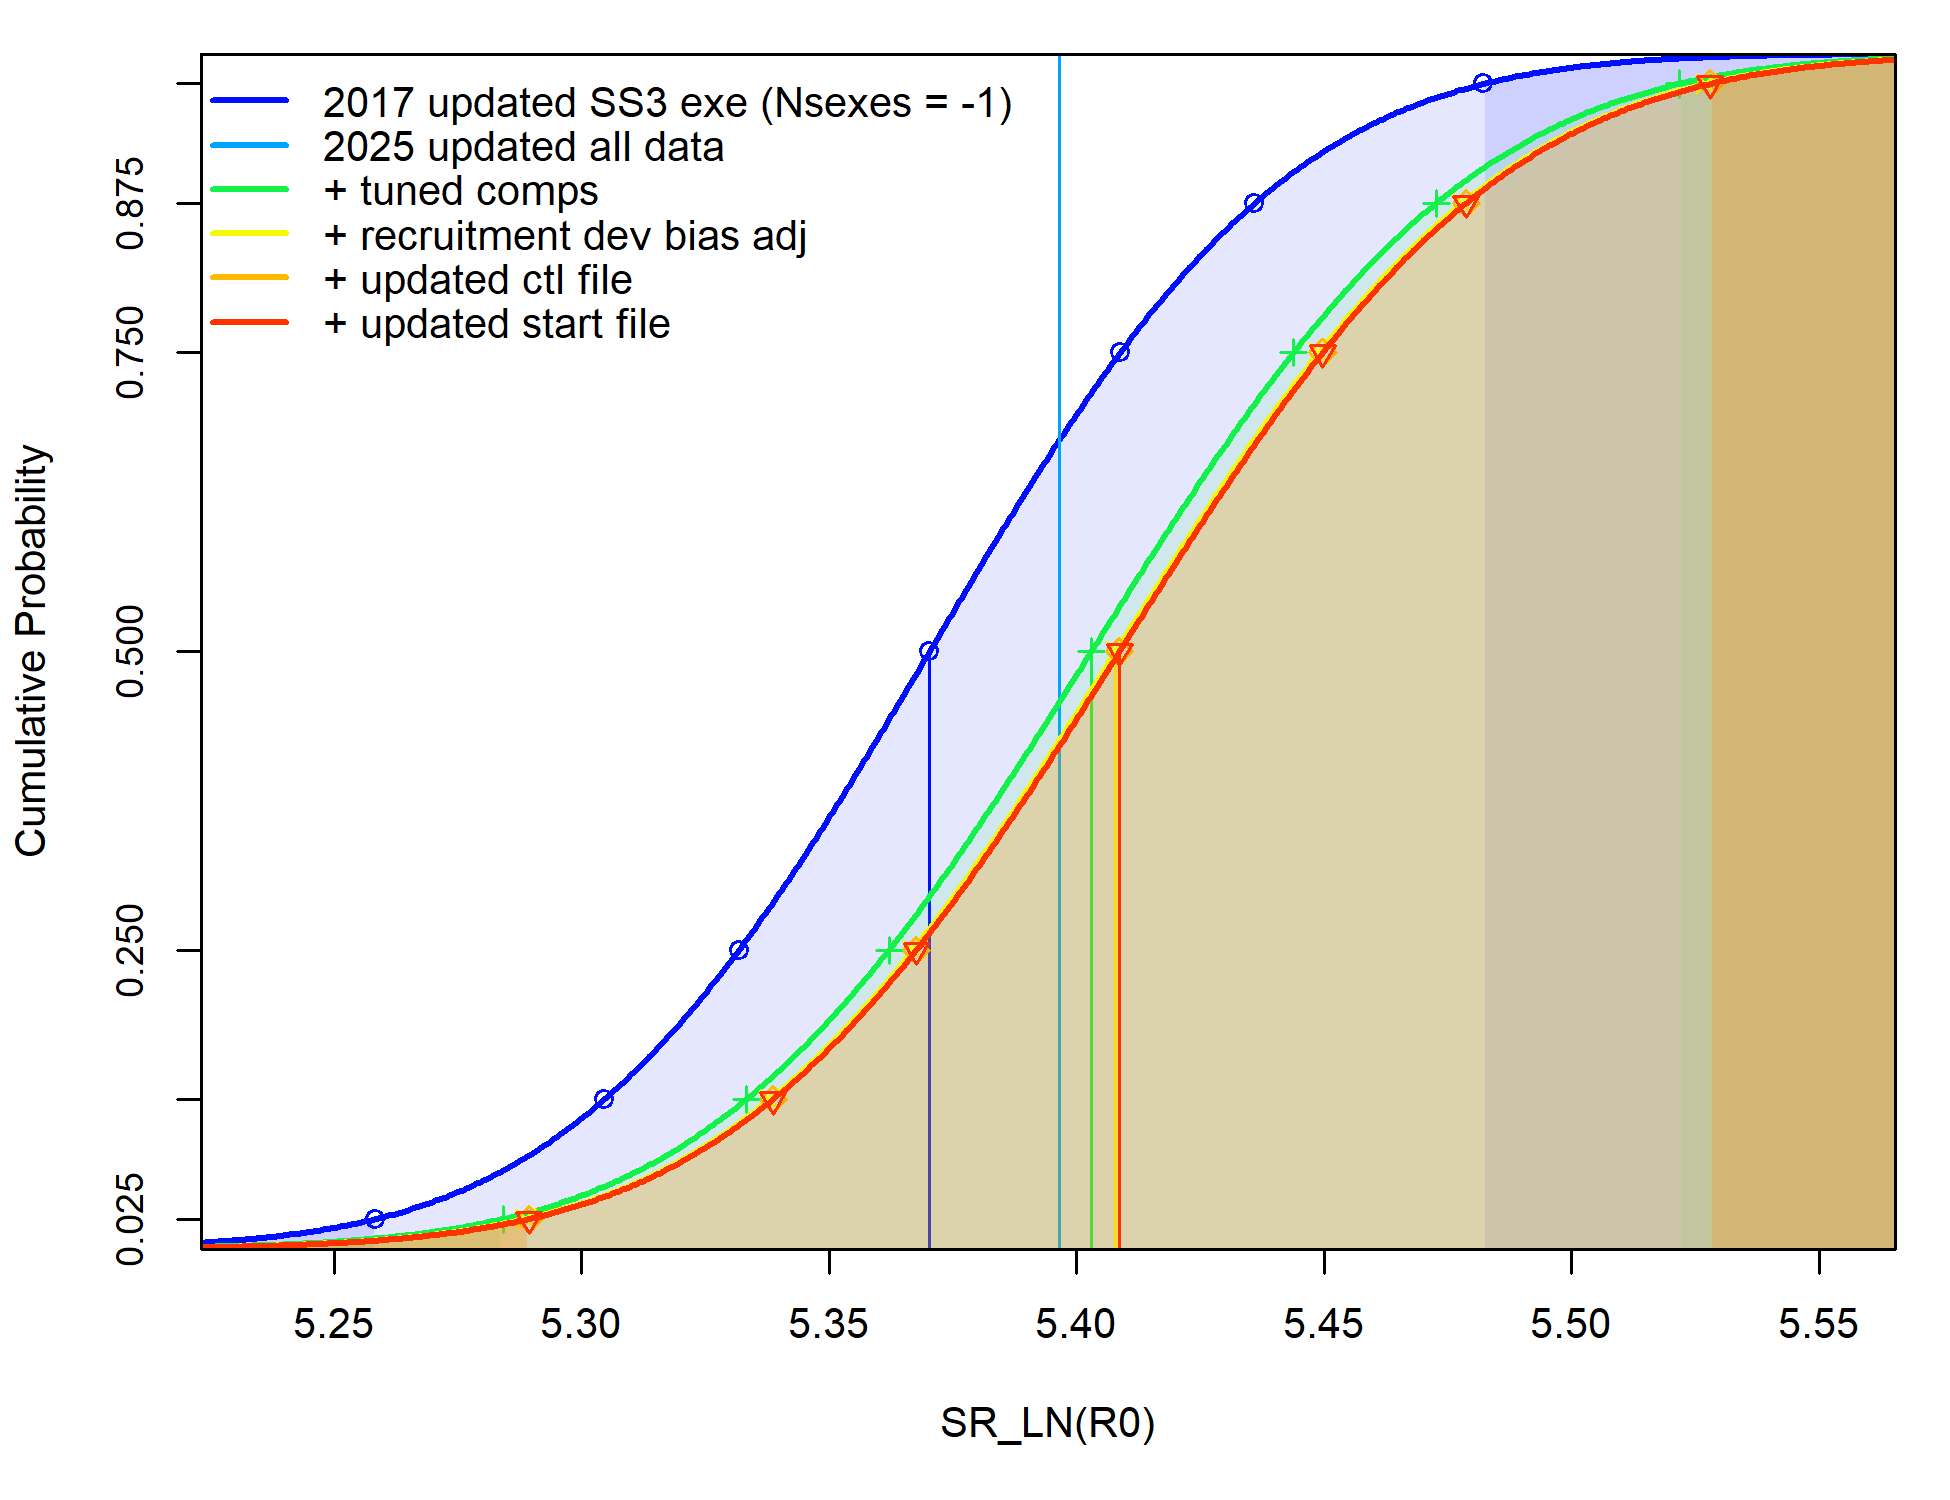 2017 updated SS3 exe (Nsexes = -1)
2025 updated all data
+ tuned comps
+ recruitment dev bias adj
+ updated ctl file
+ updated start file
Cumulative Probability
0.875
0.750
0.500
0.250
0.025
5.25 5.30 5.35 5.40 5.45 5.50 5.55
SR_LN(R0)